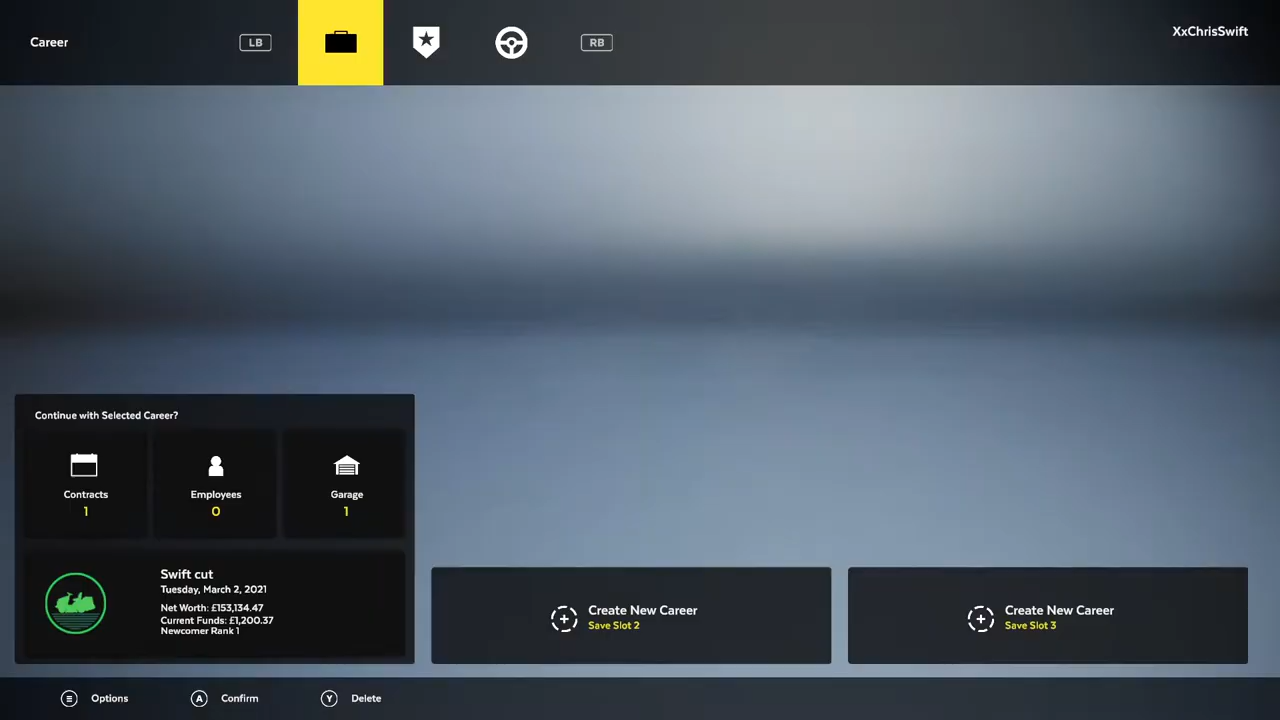 Career
LB
RB
XxChrisSwift
Continue with Selected Career?
Contracts
1
Employees
0
Garage
1
Swift cut
Tuesday, March 2, 2021
Net Worth: £153,134.47
Current Funds: £1,200.37
Newcomer Rank 1
Create New Career
Save Slot 2
Create New Career
Save Slot 3
Options
A Confirm
Y Delete